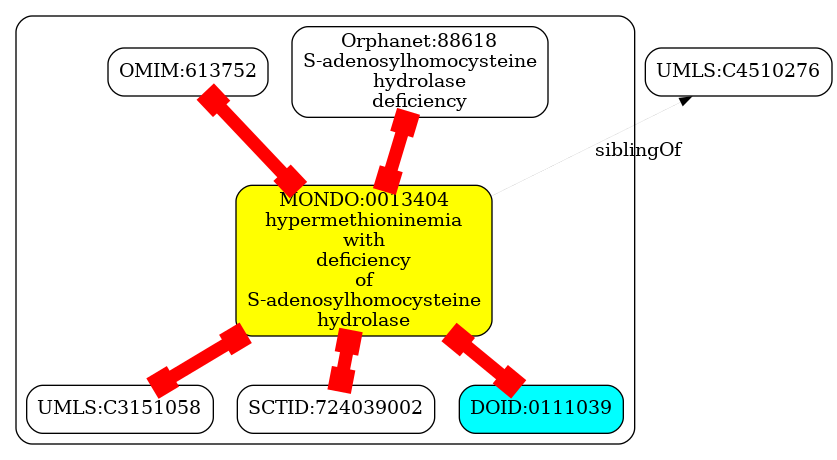 OMIM:613752
Orphanet:88618
S-adenosylhomocysteine
hydrolase
deficiency
UMLS:C4510276
siblingOf
MONDO:0013404
hypermethioninemia
with
deficiency
of
S-adenosylhomocysteine
hydrolase
UMLS:C3151058
SCTID:724039002
DOID:0111039